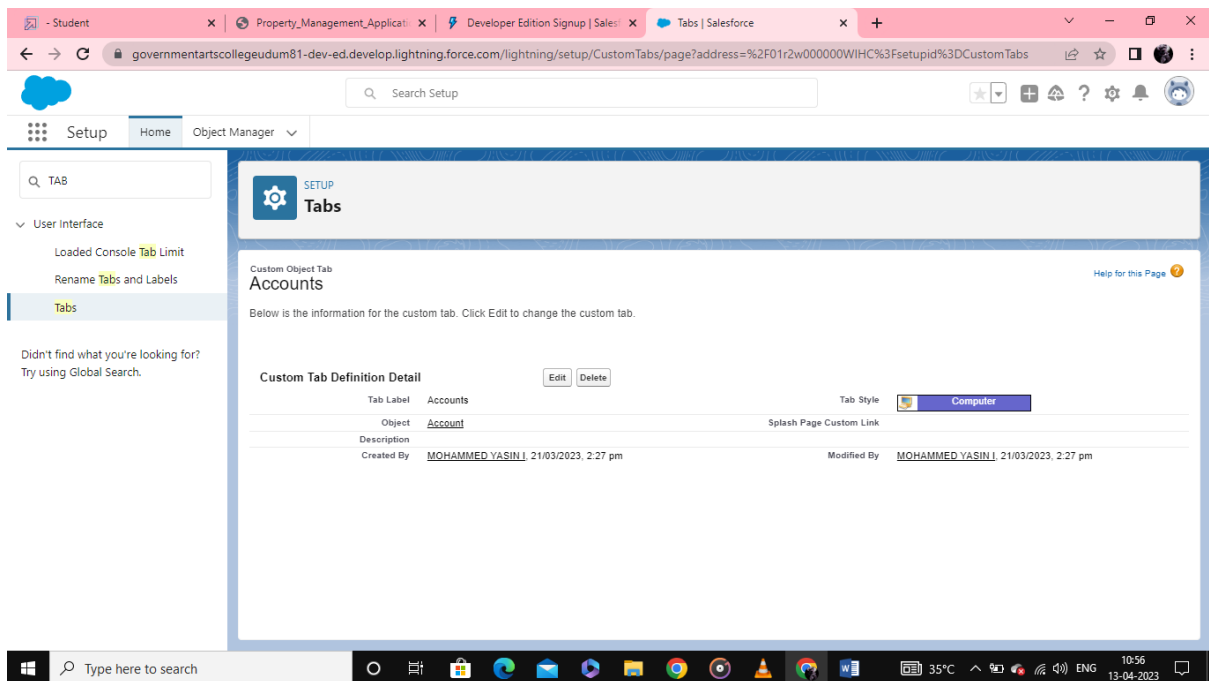 - Student
Property_Management_Applicati
Developer Edition Signup | Salesf
Tabs | Salesforce
governmentartscollegeudum81-dev-ed.develop.lightning.force.com/lightning/setup/CustomTabs/page?address=%2F01r2w000000WIHC%3Fsetupid%3DCustomTabs
Search Setup
Setup Home Object Manager
TAB
User Interface
Loaded Console Tab Limit
Rename Tabs and Labels
Tabs
Didn't find what you're looking for?
Try using Global Search.
SETUP
Tabs
Custom Object Tab
Accounts
Help for this Page
Below is the information for the custom tab. Click Edit to change the custom tab.
Custom Tab Definition Detail Edit Delete
Tab Label Accounts Tab Style Computer
Object Account Splash Page Custom Link
Description
Created By MOHAMMED YASIN I, 21/03/2023, 2:27 pm Modified By MOHAMMED YASIN I, 21/03/2023, 2:27 pm
Type here to search
35°C ENG
10:56
13-04-2023